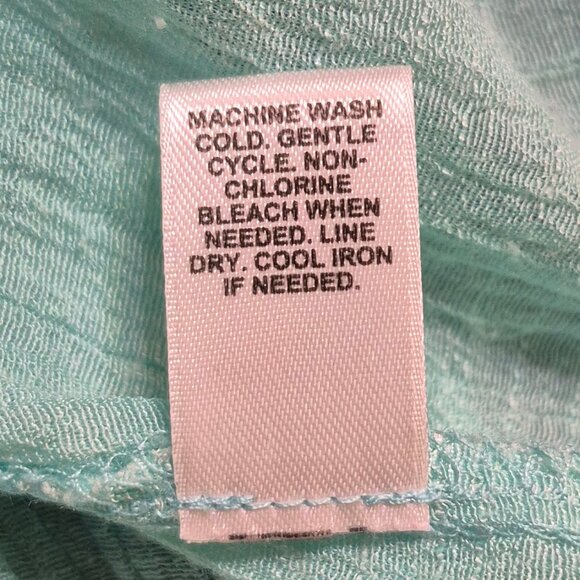 MACHINE WASH
COLD. GENTLE
CYCLE. NON-
CHLORINE
BLEACH WHEN
NEEDED. LINE
DRY. COOL IRON
IF NEEDED.